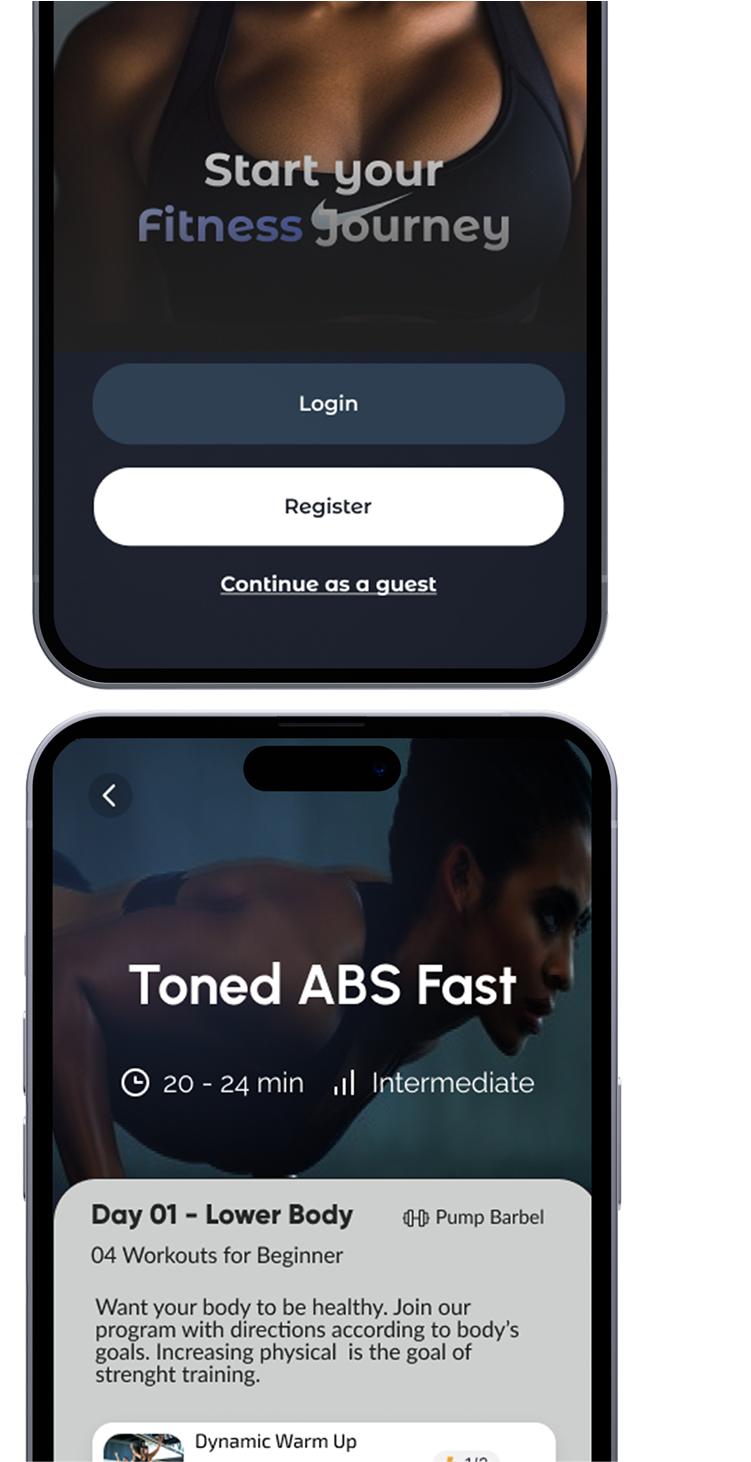 Start your
Fitness Journey
Login
Register
Continue as a guest
Toned ABS Fast
20 - 24 min Intermediate
Day 01 - Lower Body Pump Barbel
04 Workouts for Beginner
Want your body to be healthy. Join our
program with directions according to body's
goals. Increasing physical is the goal of
strenght training.
Dynamic Warm Up